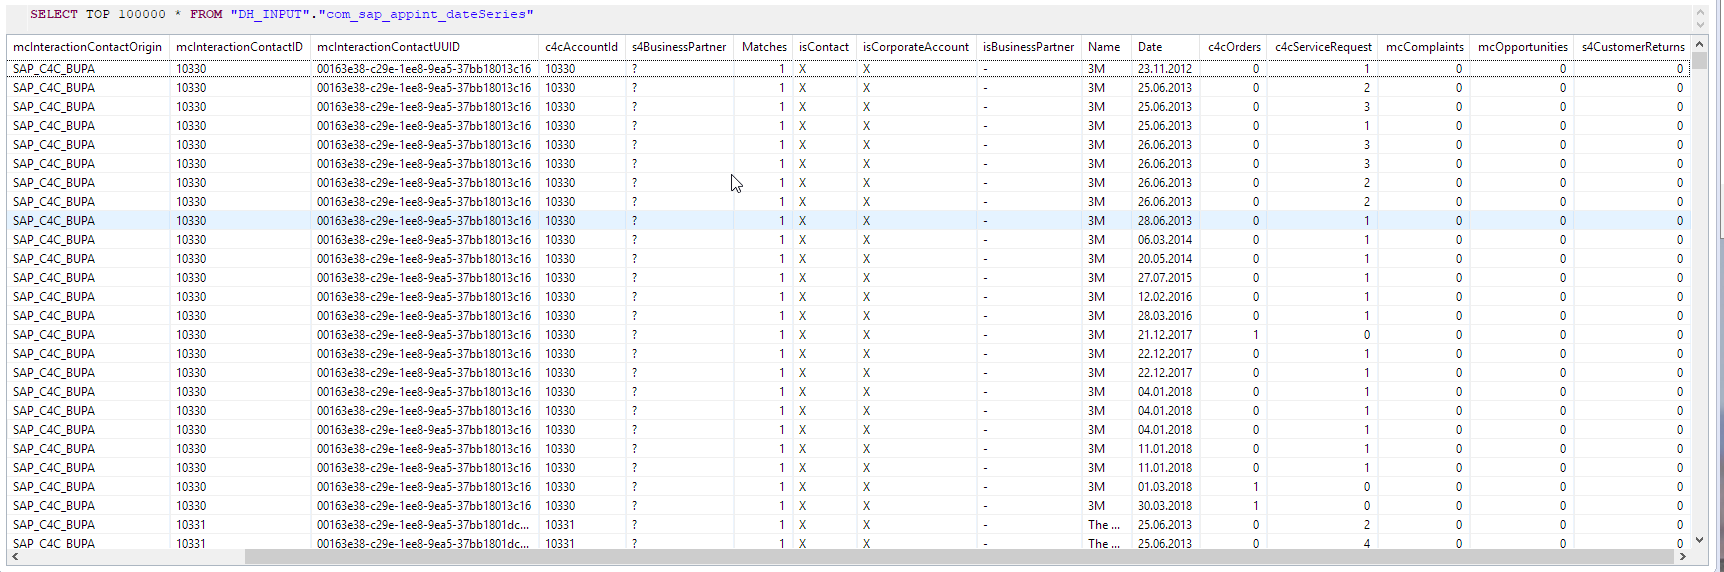 SELECT TOP 100000 * FROM "DH_INPUT"."com_sap_appint_dateSeries"
mcInteractionContactOrigin mcInteractionContactID mcInteractionContactUUID c4cAccountId s4BusinessPartner Matches isContact isCorporateAccount isBusinessPartner Name Date c4cOrders c4cServiceRequest mcComplaints mcOpportunities s4CustomerReturns
SAP_C4C_BUPA 10330 00163e38-c29e-1ee8-9ea5-37bb18013c16 10330 ? 1 X X - 3M 23.11.2012 0 1 0 0 0
SAP_C4C_BUPA 10330 00163e38-c29e-1ee8-9ea5-37bb18013c16 10330 ? 1 X X - 3M 25.06.2013 0 2 0 0 0
SAP_C4C_BUPA 10330 00163e38-c29e-1ee8-9ea5-37bb18013c16 10330 ? 1 X X - 3M 25.06.2013 0 3 0 0 0
SAP_C4C_BUPA 10330 00163e38-c29e-1ee8-9ea5-37bb18013c16 10330 ? 1 X X - 3M 25.06.2013 0 1 0 0 0
SAP_C4C_BUPA 10330 00163e38-c29e-1ee8-9ea5-37bb18013c16 10330 ? 1 X X - 3M 26.06.2013 0 3 0 0 0
SAP_C4C_BUPA 10330 00163e38-c29e-1ee8-9ea5-37bb18013c16 10330 ? 1 X X - 3M 26.06.2013 0 3 0 0 0
SAP_C4C_BUPA 10330 00163e38-c29e-1ee8-9ea5-37bb18013c16 10330 ? 1 X X - 3M 26.06.2013 0 2 0 0 0
SAP_C4C_BUPA 10330 00163e38-c29e-1ee8-9ea5-37bb18013c16 10330 ? 1 X X - 3M 26.06.2013 0 2 0 0 0
SAP_C4C_BUPA 10330 00163e38-c29e-1ee8-9ea5-37bb18013c16 10330 ? 1 X X - 3M 28.06.2013 0 1 0 0 0
SAP_C4C_BUPA 10330 00163e38-c29e-1ee8-9ea5-37bb18013c16 10330 ? 1 X X - 3M 06.03.2014 0 1 0 0 0
SAP_C4C_BUPA 10330 00163e38-c29e-1ee8-9ea5-37bb18013c16 10330 ? 1 X X - 3M 20.05.2014 0 1 0 0 0
SAP_C4C_BUPA 10330 00163e38-c29e-1ee8-9ea5-37bb18013c16 10330 ? 1 X X - 3M 27.07.2015 0 1 0 0 0
SAP_C4C_BUPA 10330 00163e38-c29e-1ee8-9ea5-37bb18013c16 10330 ? 1 X X - 3M 12.02.2016 0 1 0 0 0
SAP_C4C_BUPA 10330 00163e38-c29e-1ee8-9ea5-37bb18013c16 10330 ? 1 X X - 3M 28.03.2016 0 1 0 0 0
SAP_C4C_BUPA 10330 00163e38-c29e-1ee8-9ea5-37bb18013c16 10330 ? 1 X X - 3M 21.12.2017 1 0 0 0 0
SAP_C4C_BUPA 10330 00163e38-c29e-1ee8-9ea5-37bb18013c16 10330 ? 1 X X - 3M 22.12.2017 0 1 0 0 0
SAP_C4C_BUPA 10330 00163e38-c29e-1ee8-9ea5-37bb18013c16 10330 ? 1 X X - 3M 22.12.2017 0 1 0 0 0
SAP_C4C_BUPA 10330 00163e38-c29e-1ee8-9ea5-37bb18013c16 10330 ? 1 X X - 3M 04.01.2018 0 1 0 0 0
SAP_C4C_BUPA 10330 00163e38-c29e-1ee8-9ea5-37bb18013c16 10330 ? 1 X X - 3M 04.01.2018 0 1 0 0 0
SAP_C4C_BUPA 10330 00163e38-c29e-1ee8-9ea5-37bb18013c16 10330 ? 1 X X - 3M 04.01.2018 0 1 0 0 0
SAP_C4C_BUPA 10330 00163e38-c29e-1ee8-9ea5-37bb18013c16 10330 ? 1 X X - 3M 11.01.2018 0 1 0 0 0
SAP_C4C_BUPA 10330 00163e38-c29e-1ee8-9ea5-37bb18013c16 10330 ? 1 X X - 3M 11.01.2018 0 1 0 0 0
SAP_C4C_BUPA 10330 00163e38-c29e-1ee8-9ea5-37bb18013c16 10330 ? 1 X X - 3M 01.03.2018 1 0 0 0 0
SAP_C4C_BUPA 10330 00163e38-c29e-1ee8-9ea5-37bb18013c16 10330 ? 1 X X - 3M 30.03.2018 1 0 0 0 0
SAP_C4C_BUPA 10331 00163e38-c29e-1ee8-9ea5-37bb1801dc... 10331 ? 1 X X - The ... 25.06.2013 0 2 0 0 0
SAP_C4C_BUPA 10331 00163e38-c29e-1ee8-9ea5-37bb1801dc... 10331 ? 1 X X - The ... 25.06.2013 0 4 0 0 0